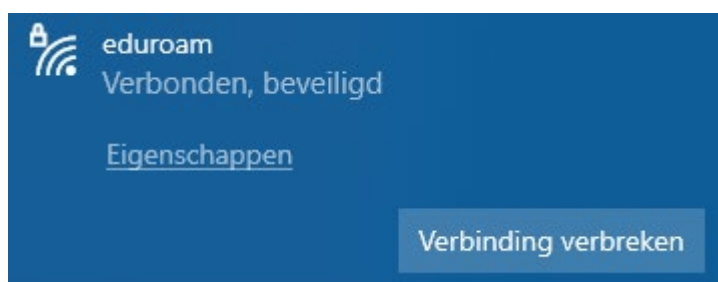 eduroam
Verbonden, beveiligd
Eigenschappen
Verbinding verbreken